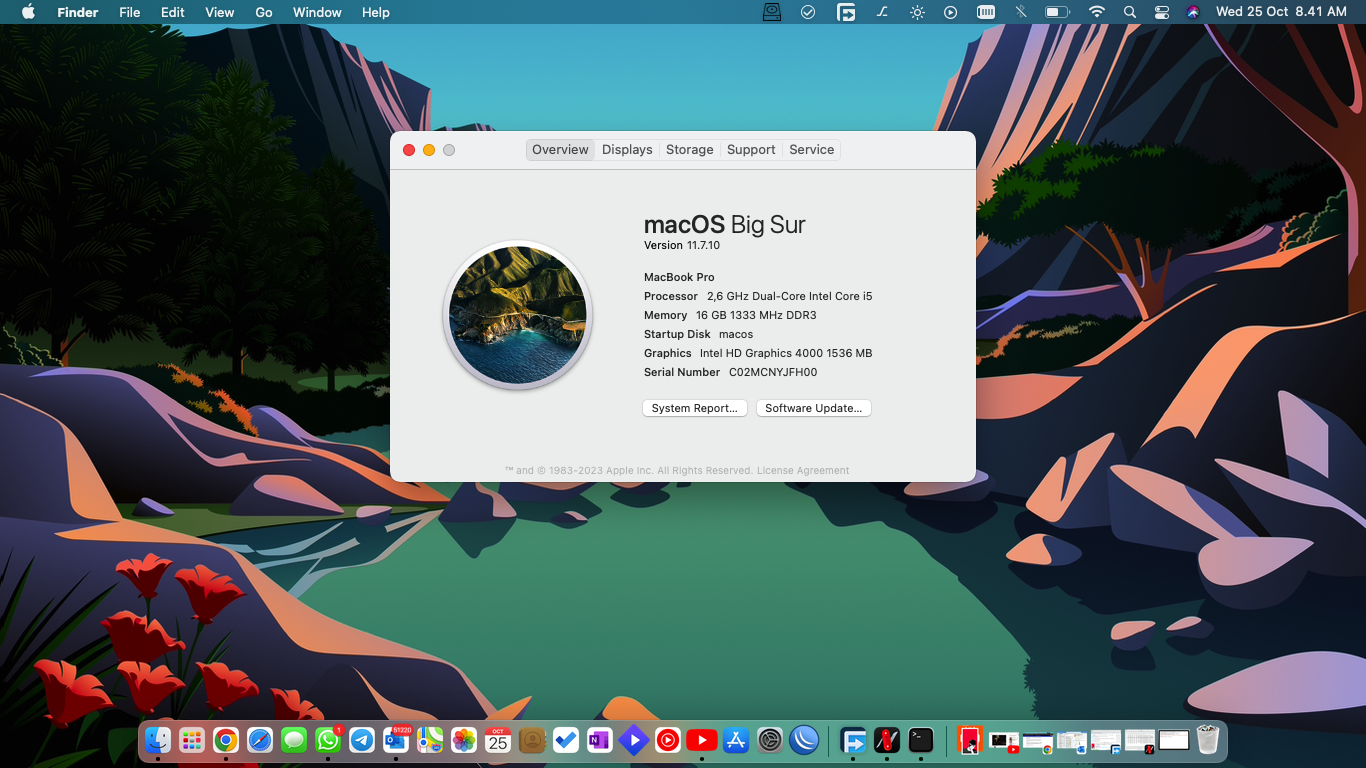 Finder File Edit View Go Window Help Wed 25 Oct 8.41 AM
Overview Displays Storage Support Service
macOS Big Sur
Version 11.7.10
MacBook Pro
Processor 2,6 GHz Dual-Core Intel Core i5
Memory 16 GB 1333 MHz DDR3
Startup Disk macos
Graphics Intel HD Graphics 4000 1536 MB
Serial Number C02MCNYJFH00
System Report... Software Update...
™ and © 1983-2023 Apple Inc. All Rights Reserved. License Agreement
1
51220
OCT
25